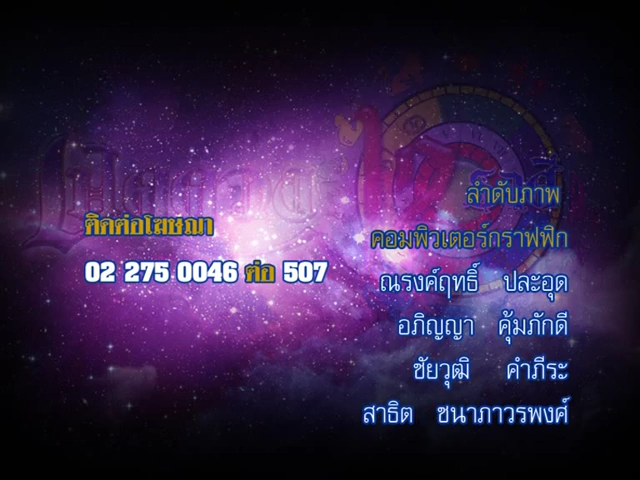 ติดต่อโฆษณา
02 275 0046 ต่อ 507
ลำดับภาพ
คอมพิวเตอร์กราฟฟิก
ณรงค์ฤทธิ์ ปละอุด
อภิญญา คุ้มภักดี
ชัยวุฒิ คำภีระ
สาธิต ชนาภาวรพงศ์